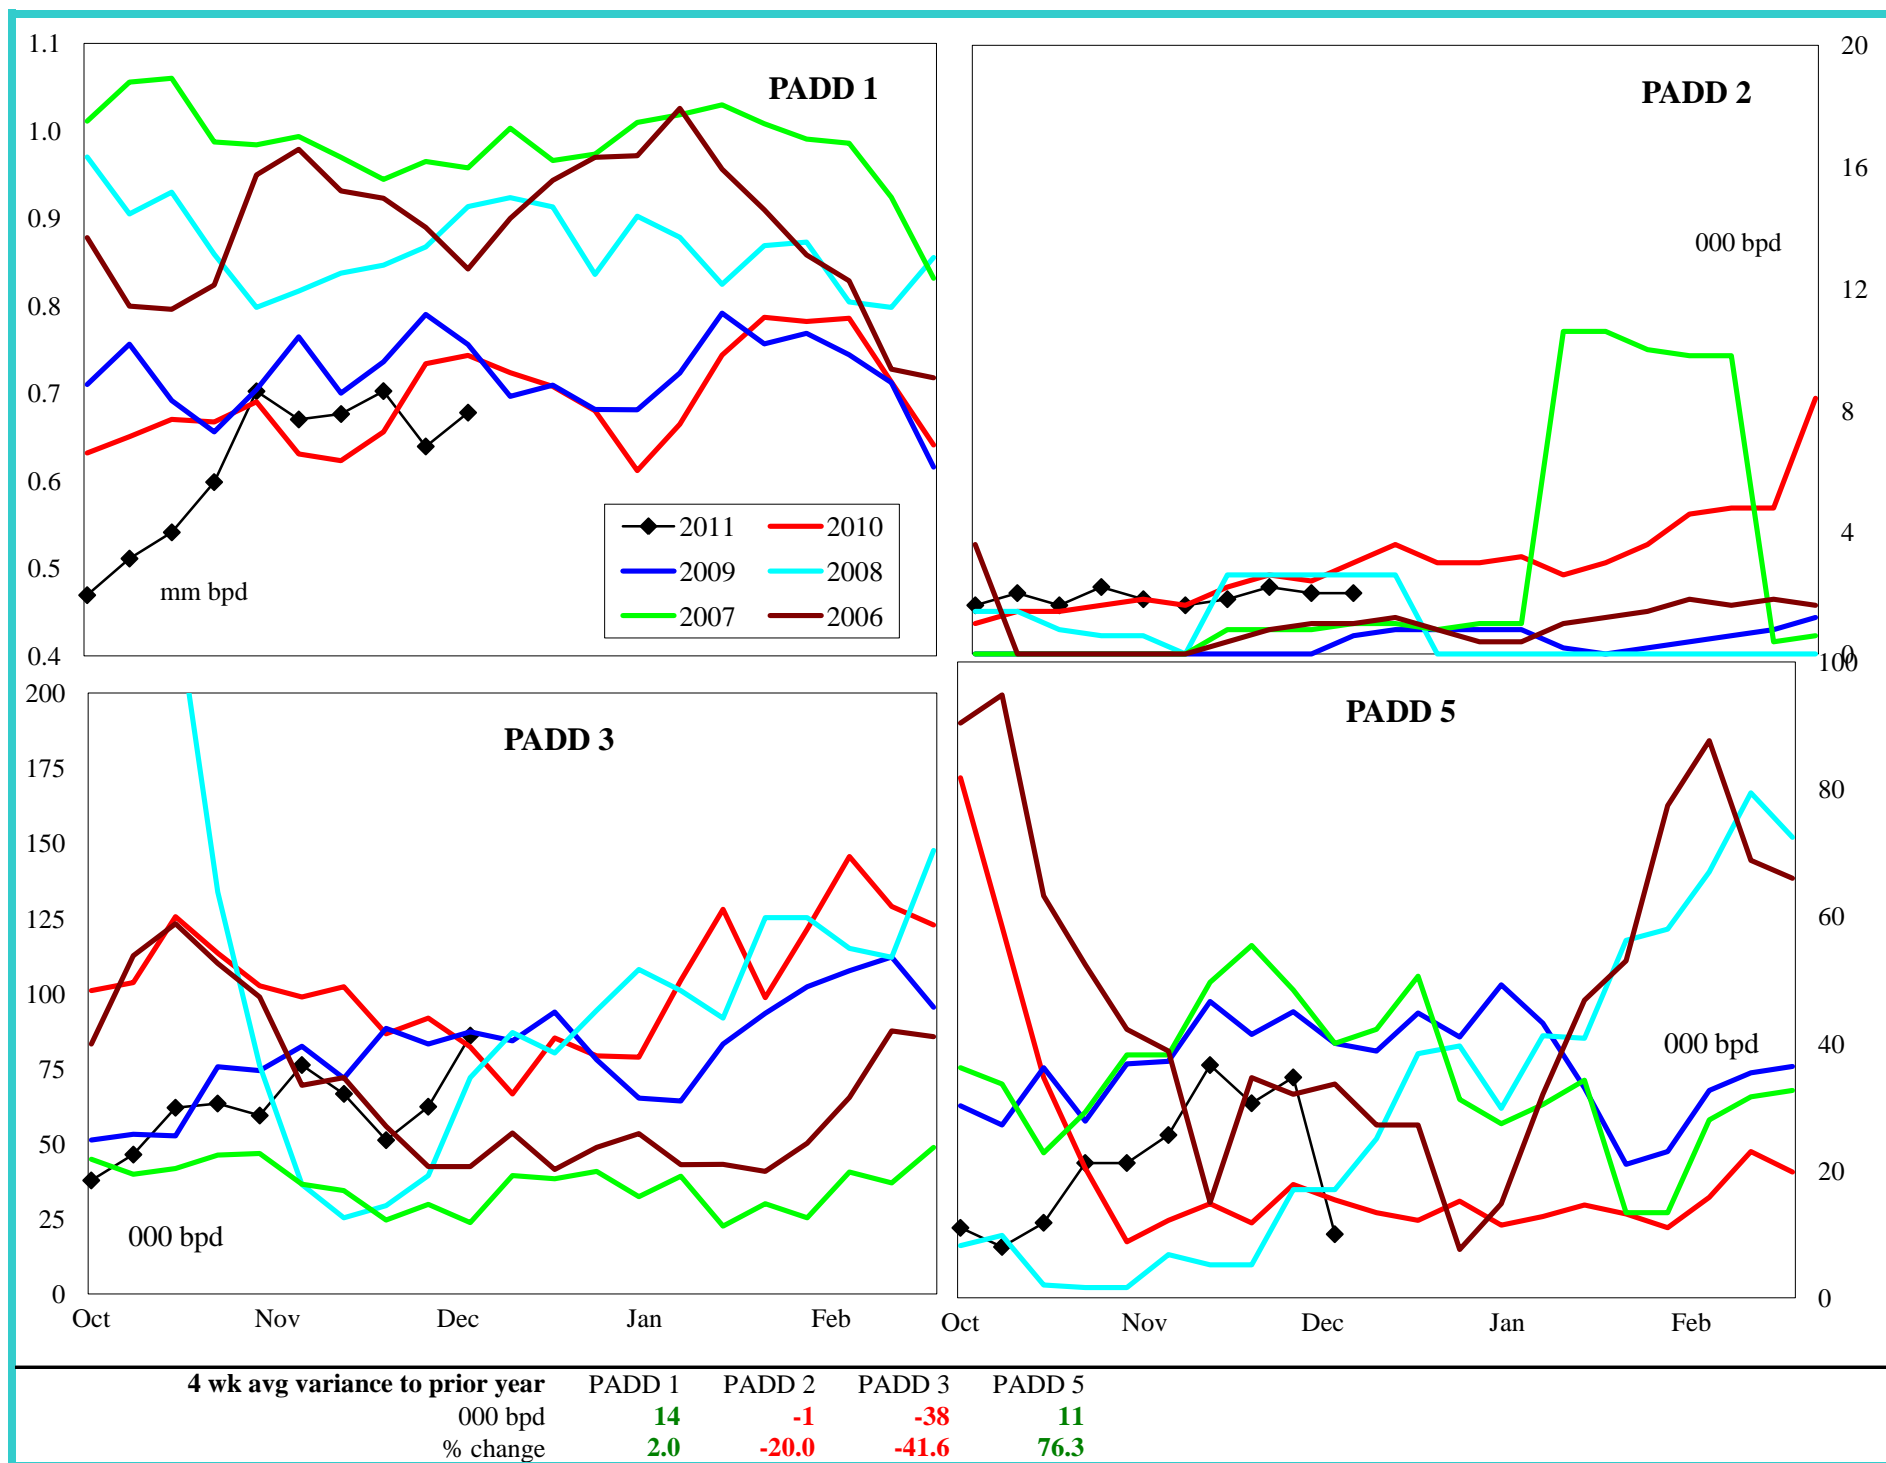 PADD 1
1.1
1.0
0.9
0.8
0.7
0.6
0.5
0.4
mm bpd
2011 2010
2009 2008
2007 2006
PADD 2
20
16
12
8
4
0
000 bpd
PADD 3
200
175
150
125
100
75
50
25
0
000 bpd
Oct Nov Dec Jan Feb
PADD 5
100
80
60
40
20
0
000 bpd
Oct Nov Dec Jan Feb
4 wk avg variance to prior year PADD 1 PADD 2 PADD 3 PADD 5
000 bpd 14 -1 -38 11
% change 2.0 -20.0 -41.6 76.3